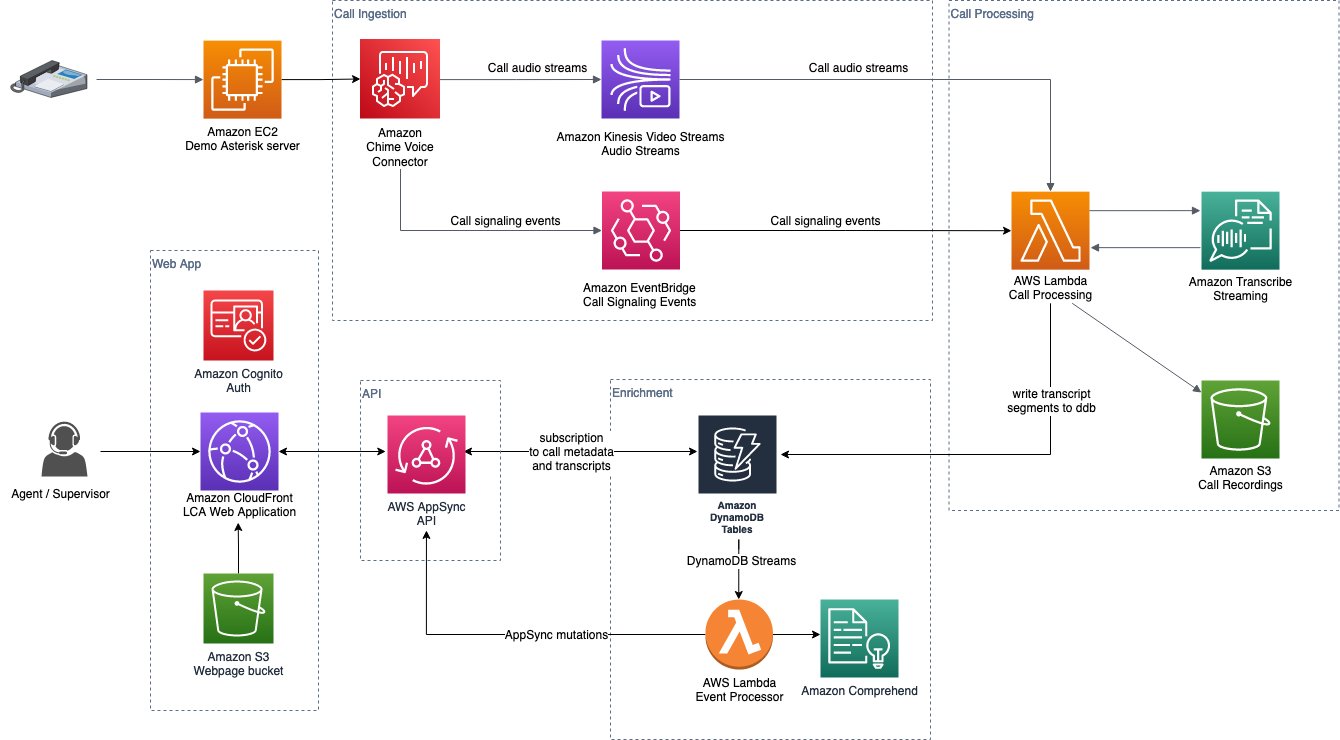 Call Ingestion
Call Processing
Call audio streams
Call audio streams
Amazon EC2
Demo Asterisk server
Amazon
Chime Voice
Connector
Amazon Kinesis Video Streams
Audio Streams
Call signaling events
Call signaling events
Amazon EventBridge
Call Signaling Events
AWS Lambda
Call Processing
Amazon Transcribe
Streaming
Web App
Amazon Cognito
Auth
API
Enrichment
write transcript
segments to ddb
subscription
to call metadata
and transcripts
Agent / Supervisor
Amazon CloudFront
LCA Web Application
AWS AppSync
API
Amazon
DynamoDB
Tables
Amazon S3
Call Recordings
DynamoDB Streams
AppSync mutations
Amazon S3
Webpage bucket
AWS Lambda
Event Processor
Amazon Comprehend